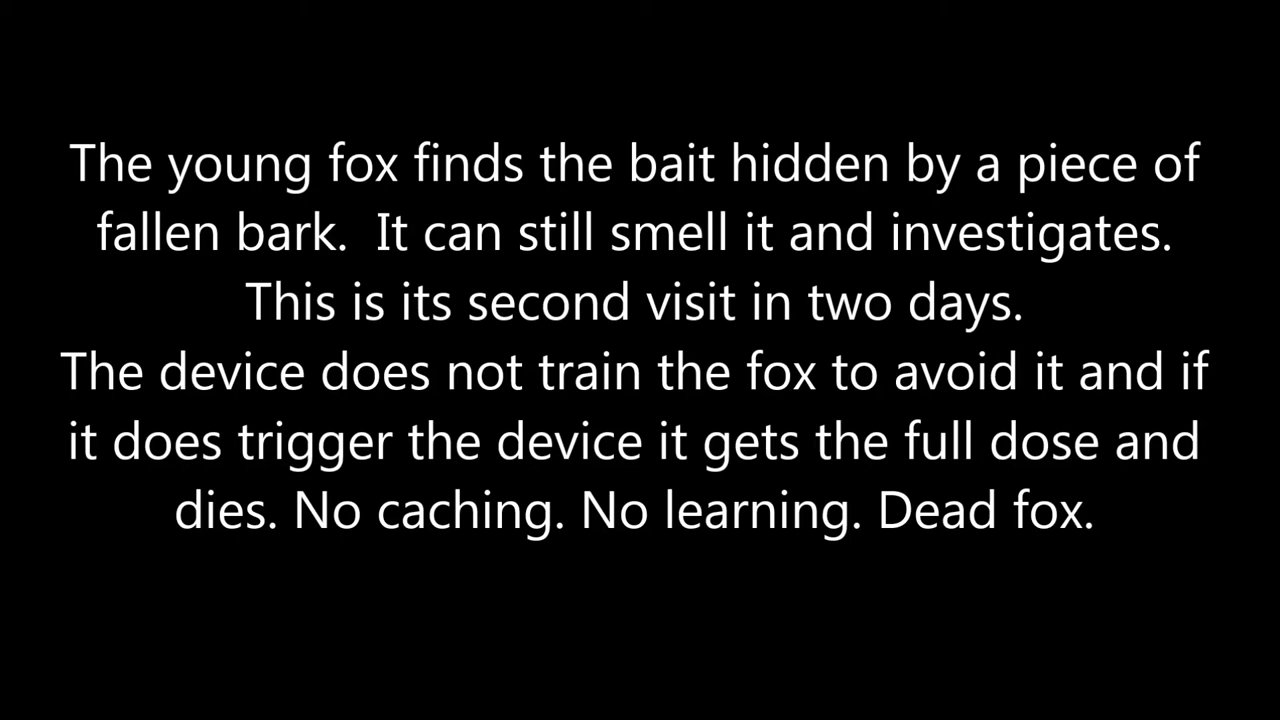 The young fox finds the bait hidden by a piece of
fallen bark.  It can still smell it and investigates.
This is its second visit in two days.
The device does not train the fox to avoid it and if
it does trigger the device it gets the full dose and
dies. No caching. No learning. Dead fox.